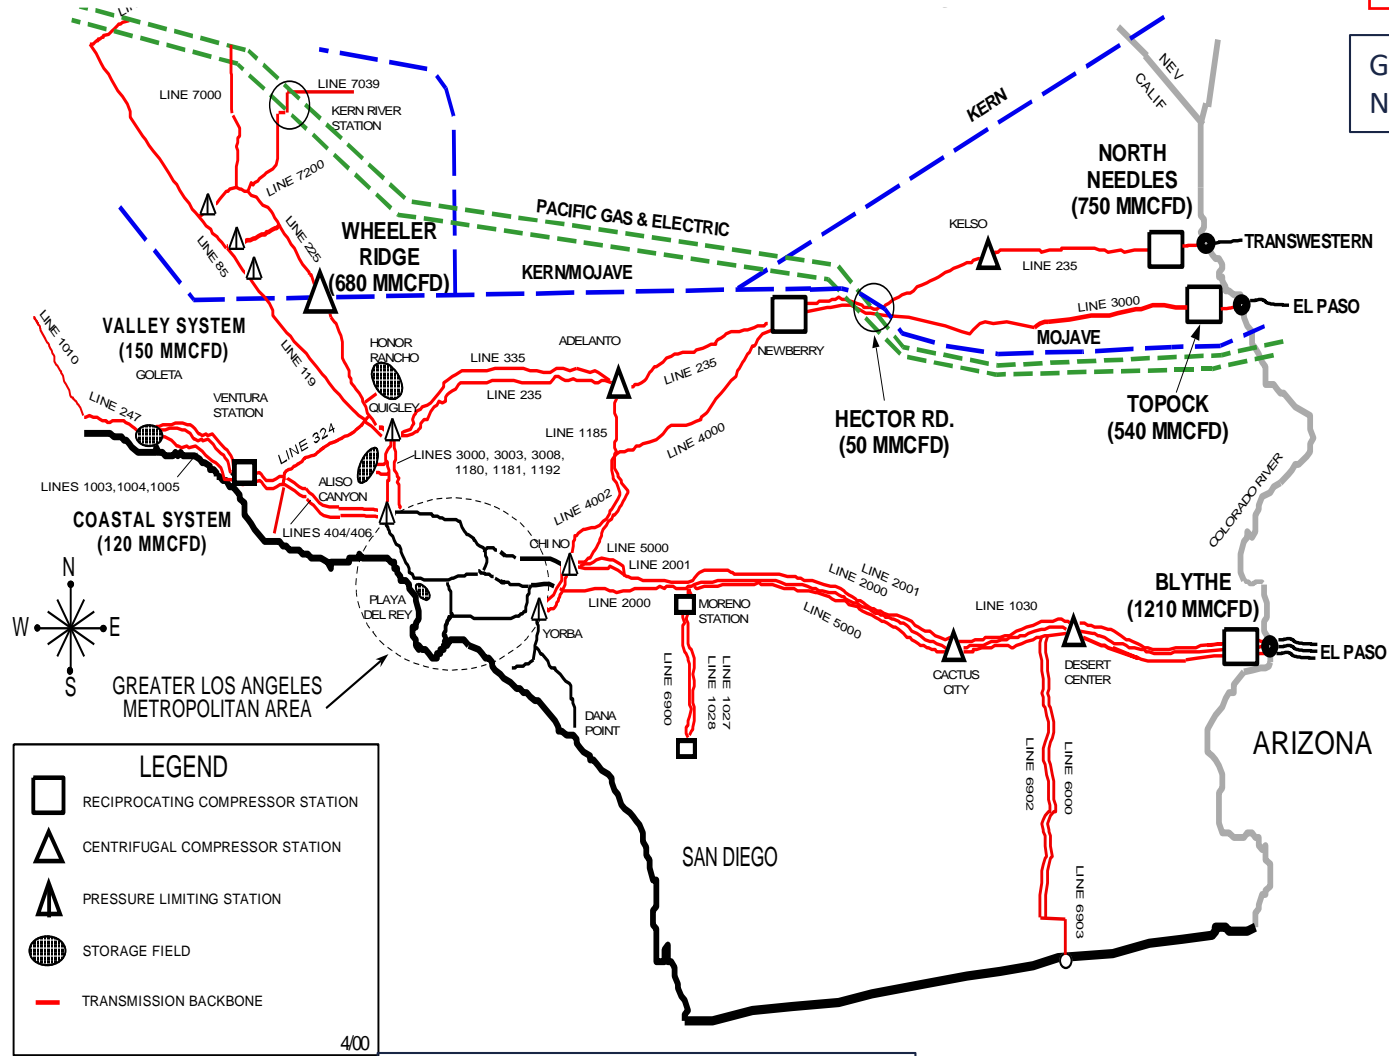 G
N
LINE 7039
LINE 7000
KERN RIVER
STATION
KERN
NEV
CALIF
LINE 7200
NORTH
NEEDLES
(750 MMCFD)
PACIFIC GAS & ELECTRIC
KELSO
TRANSWESTERN
LINE 225
LINE 85
WHEELER
RIDGE
(680 MMCFD)
KERN/MOJAVE
LINE 235
LINE 3000
EL PASO
MOJAVE
LINE 1010
VALLEY SYSTEM
(150 MMCFD)
GOLETA
LINE 119
HONOR
RANCHO
QUIGLEY
LINE 335
LINE 235
ADELANTO
LINE 235
NEWBERRY
HECTOR RD.
(50 MMCFD)
TOPOCK
(540 MMCFD)
LINE 247
VENTURA
STATION
LINE 324
LINE 1185
LINE 4000
LINES 3000, 3003, 3008,
1180, 1181, 1192
ALISO
CANYON
LINES 1003,1004,1005
COASTAL SYSTEM
(120 MMCFD)
LINES 404/406
LINE 4002
COLORADO RIVER
CHINO
LINE 5000
LINE 2001
LINE 2000
LINE 2001
LINE 2000
LINE 5000
BLYTHE
(1210 MMCFD)
LINE 1030
N
W
E
S
PLAYA
DEL REY
YORBA
MORENO
STATION
CACTUS
CITY
DESERT
CENTER
EL PASO
GREATER LOS ANGELES
METROPOLITAN AREA
DANA
POINT
LINE 6900
LINE 1027
LINE 1028
LINE 6902
LINE 6000
LINE 6903
ARIZONA
SAN DIEGO
LEGEND
RECIPROCATING COMPRESSOR STATION
CENTRIFUGAL COMPRESSOR STATION
PRESSURE LIMITING STATION
STORAGE FIELD
TRANSMISSION BACKBONE
4/00